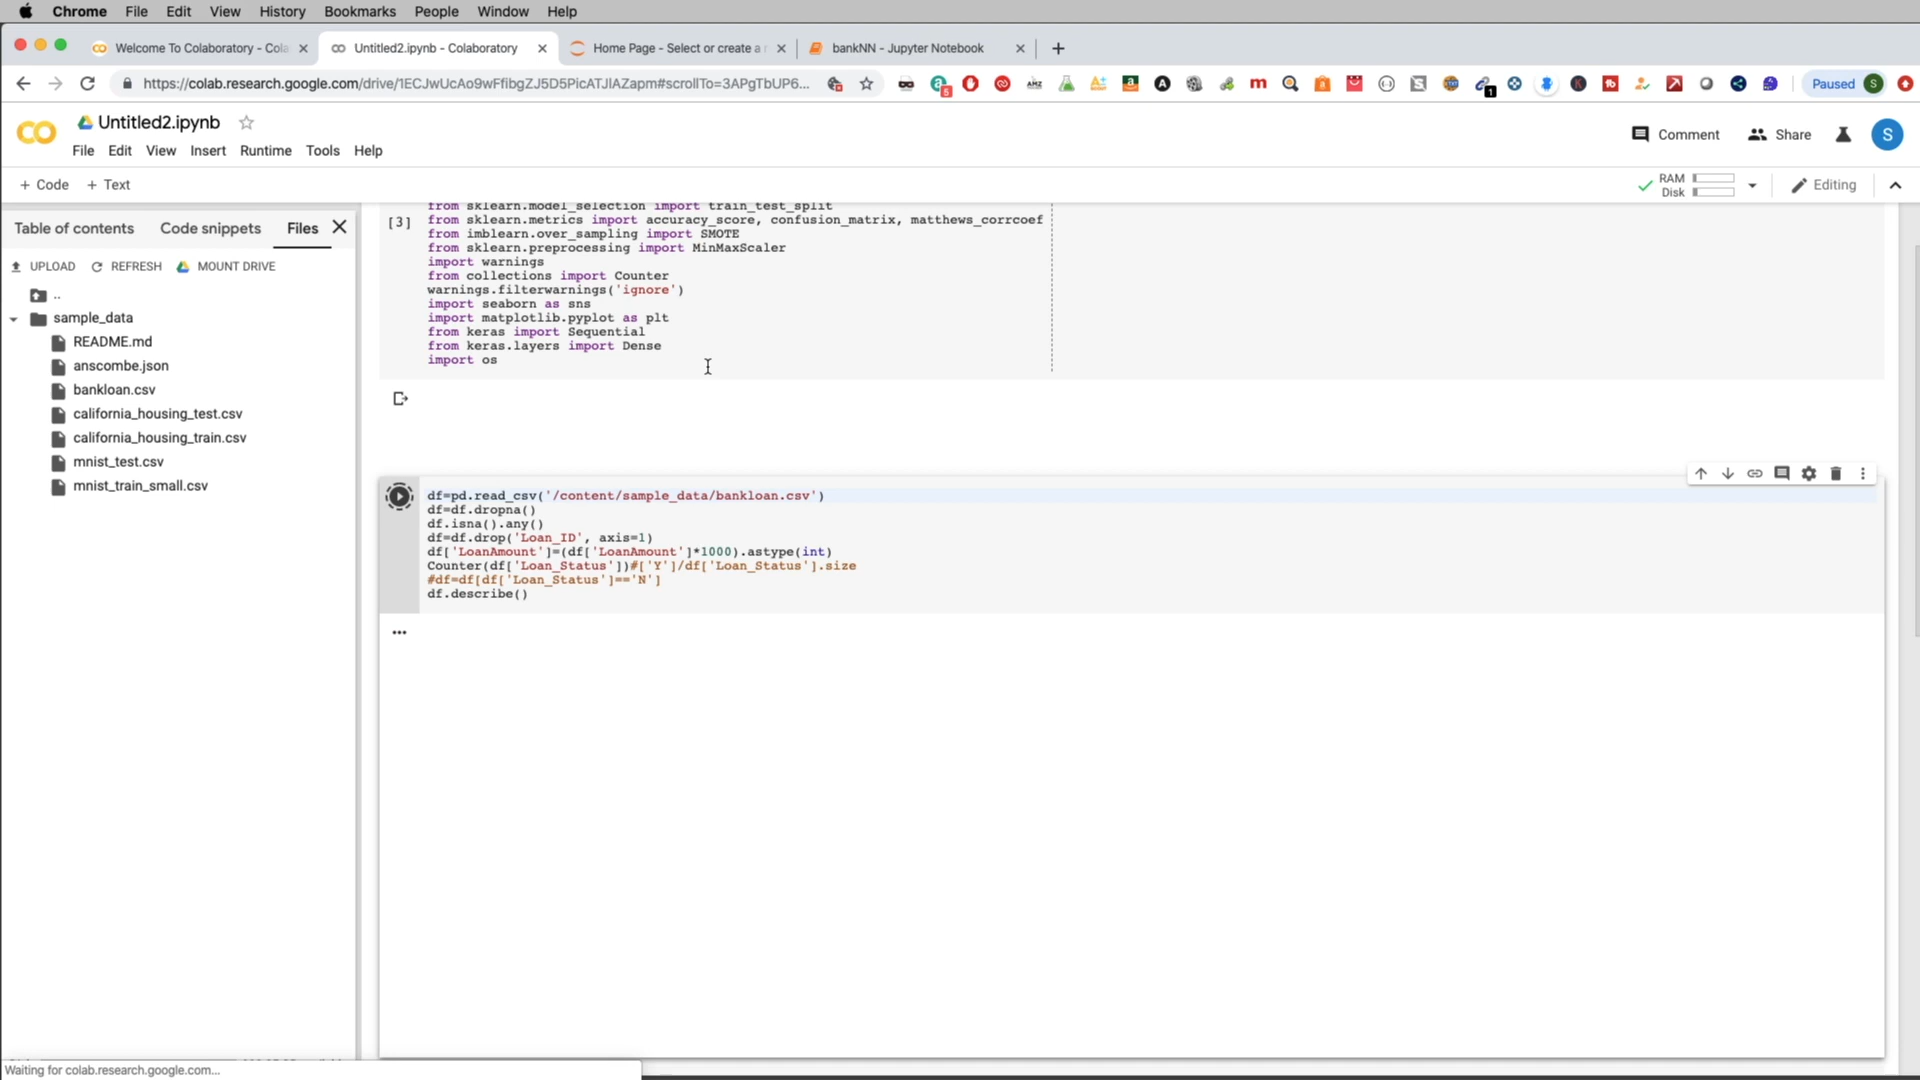 Chrome File Edit View History Bookmarks People Window Help
Welcome To Colaboratory - Cola
Untitled2.ipynb - Colaboratory
Home Page - Select or create a
bankNN - Jupyter Notebook
https://colab.research.google.com/drive/1ECJwUcAo9wFfibgZJ5D5PicATJlAZapm#scrollTo=3APgTbUP6...
Paused S
Untitled2.ipynb
Comment Share S
File Edit View Insert Runtime Tools Help
+ Code + Text
RAM
Disk
Editing
Table of contents Code snippets Files
UPLOAD REFRESH MOUNT DRIVE
..
sample_data
README.md
anscombe.json
bankloan.csv
california_housing_test.csv
california_housing_train.csv
mnist_test.csv
mnist_train_small.csv
[3]
from sklearn.model_selection import train_test_split
from sklearn.metrics import accuracy_score, confusion_matrix, matthews_corrcoef
from imblearn.over_sampling import SMOTE
from sklearn.preprocessing import MinMaxScaler
import warnings
from collections import Counter
warnings.filterwarnings('ignore')
import seaborn as sns
import matplotlib.pyplot as plt
from keras import Sequential
from keras.layers import Dense
import os
df=pd.read_csv('/content/sample_data/bankloan.csv')
df=df.dropna()
df.isna().any()
df=df.drop('Loan_ID', axis=1)
df['LoanAmount']=(df['LoanAmount']*1000).astype(int)
Counter(df['Loan_Status'])#['Y']/df['Loan_Status'].size
#df=df[df['Loan_Status']=='N']
df.describe()
Waiting for colab.research.google.com...